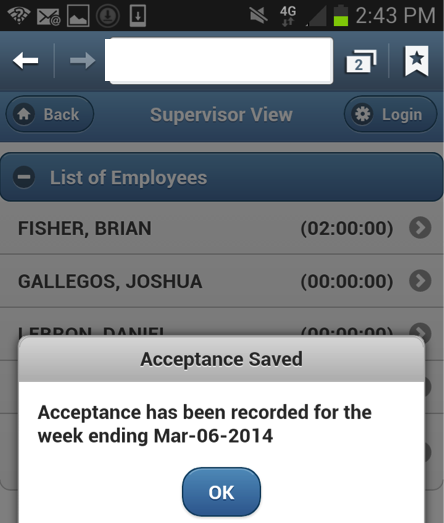 4G 2:43 PM
2
Back Supervisor View Login
List of Employees
FISHER, BRIAN (02:00:00)
GALLEGOS, JOSHUA (00:00:00)
LEBRON, DANIEL (00:00:00)
Acceptance Saved
Acceptance has been recorded for the
week ending Mar-06-2014
OK